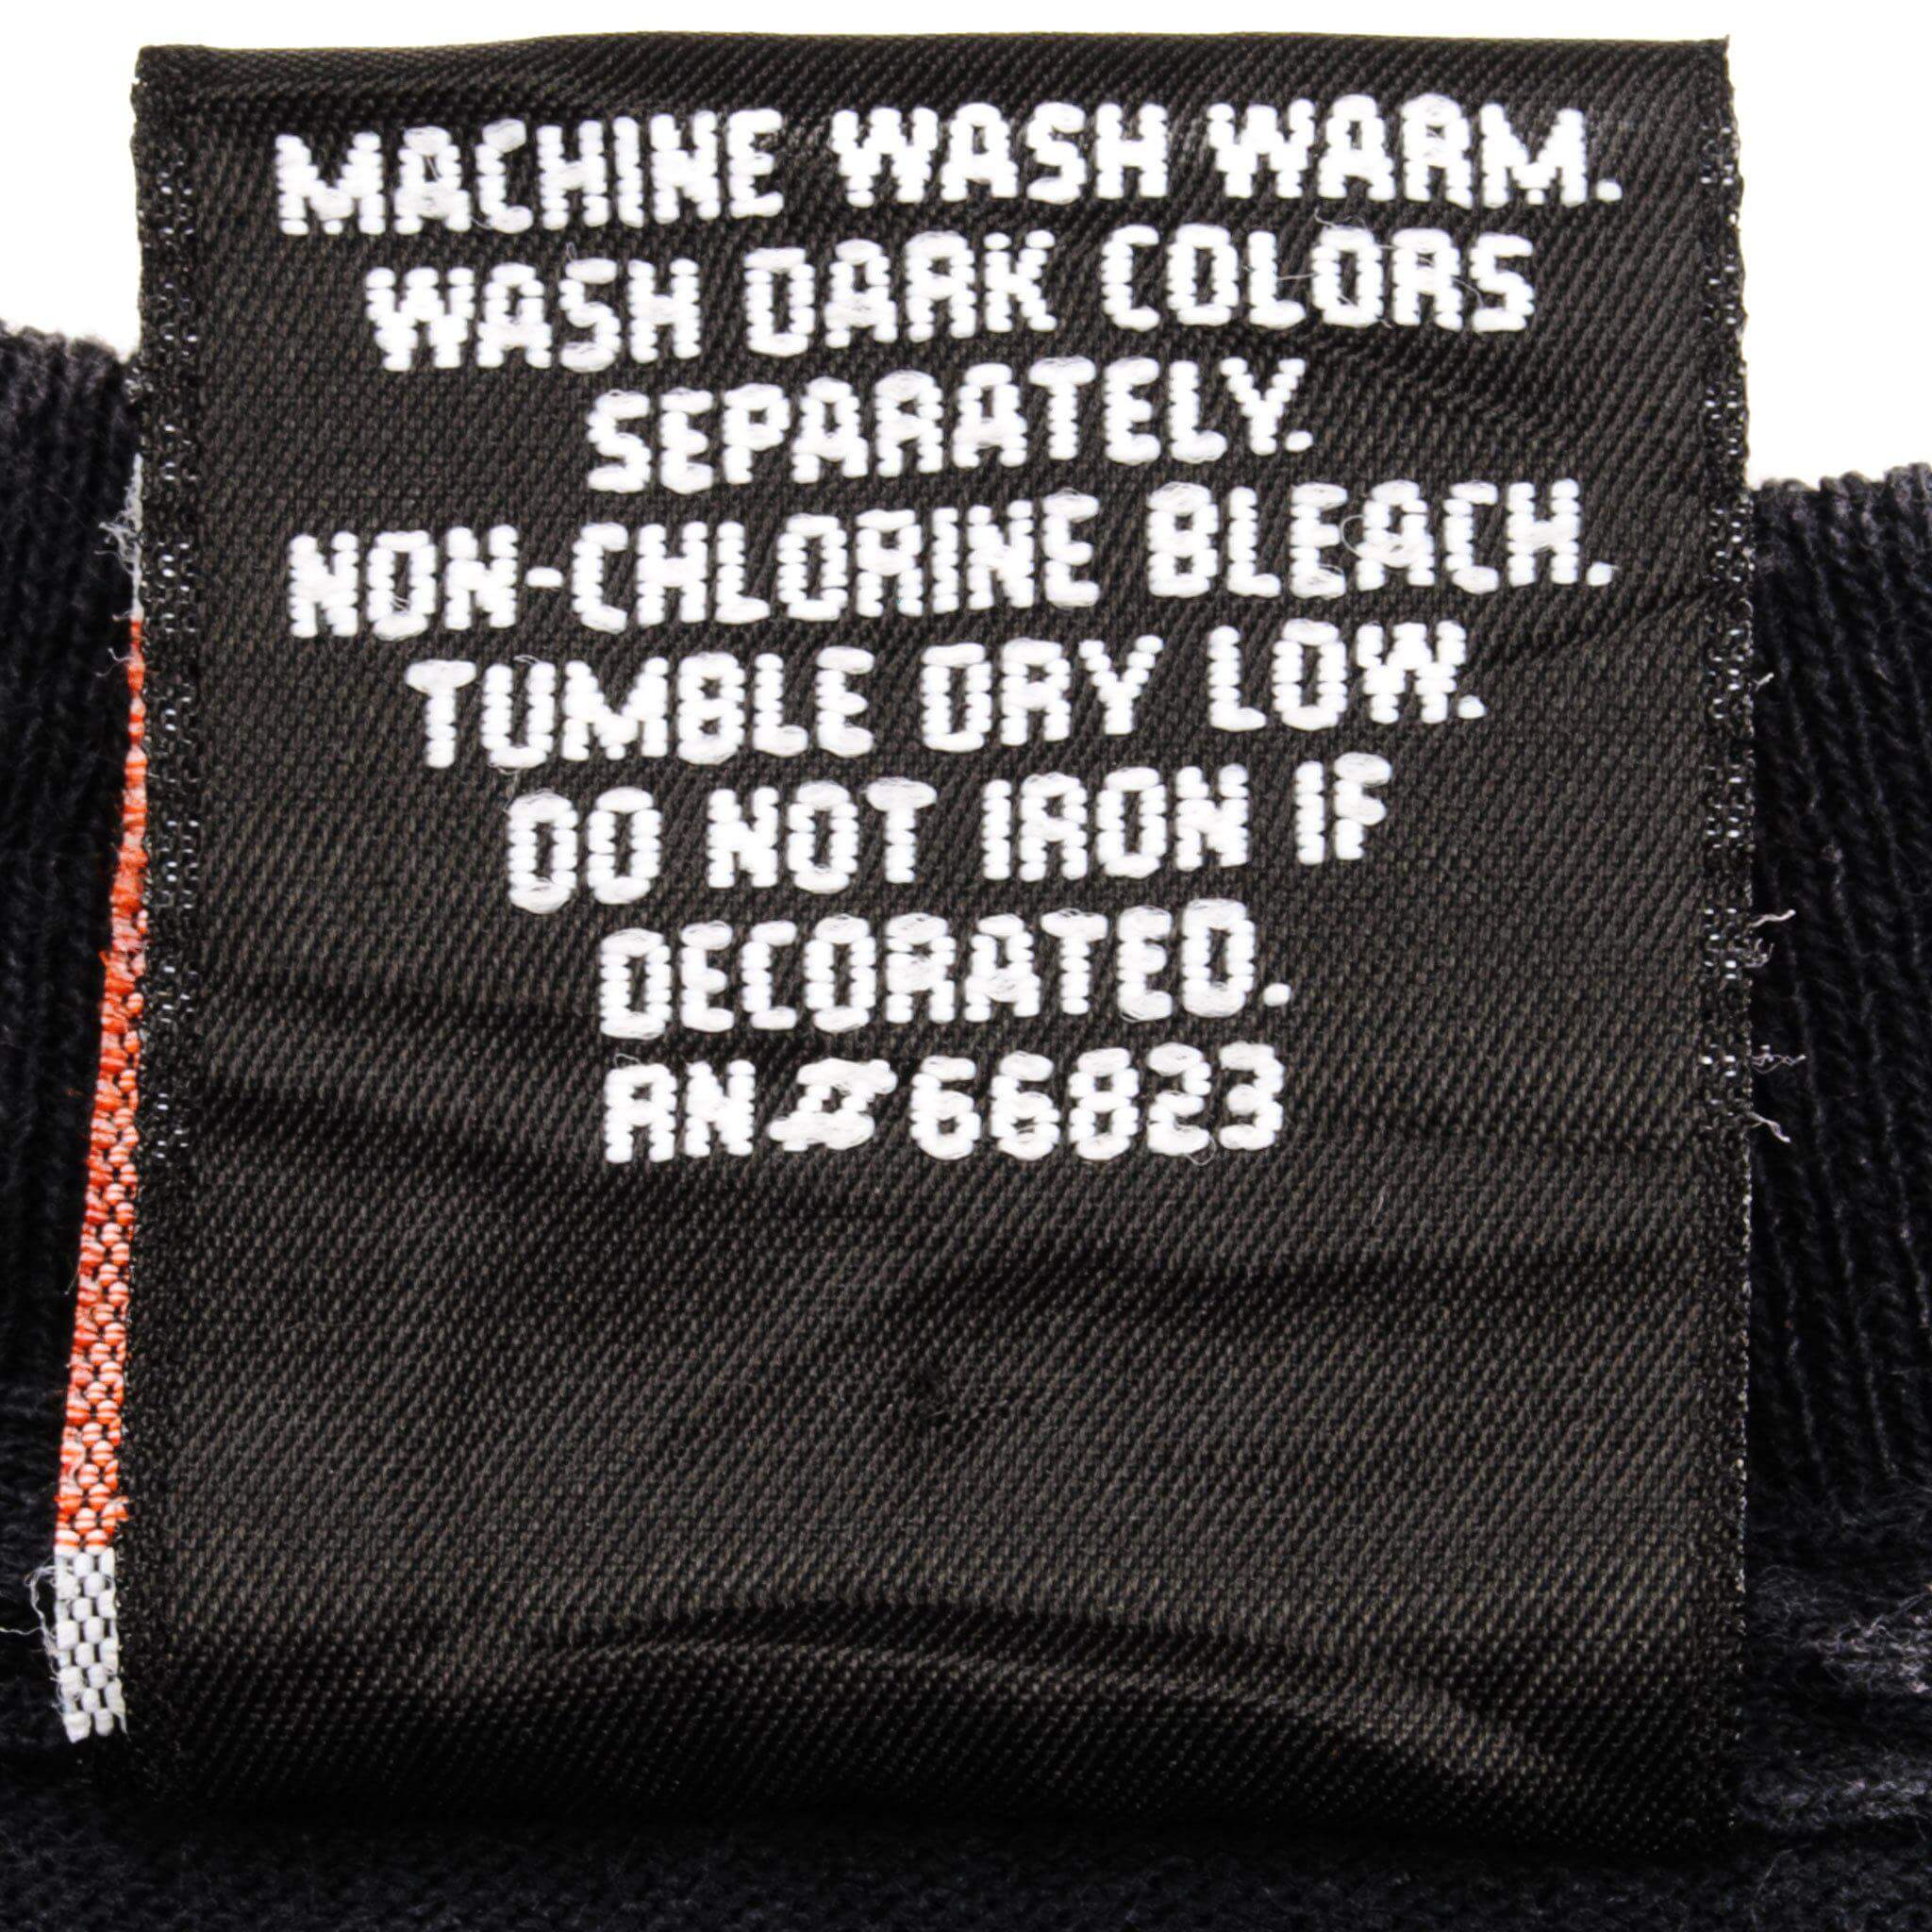 MACHINE WASH WARM.
WASH DARK COLORS
SEPARATELY.
NON-CHLORINE BLEACH.
TUMBLE DRY LOW.
DO NOT IRON IF
DECORATED.
RN#66823